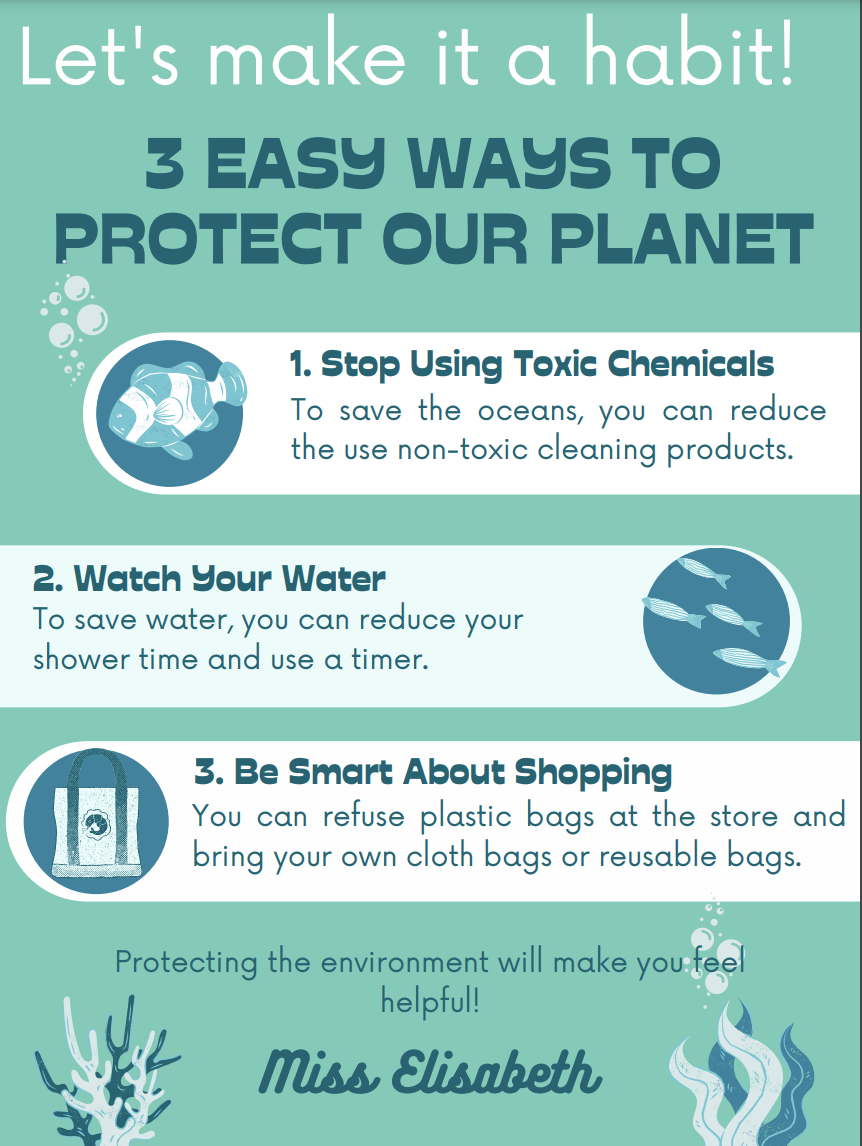 Let's make it a habit!
3 EASY WAYS TO
PROTECT OUR PLANET
1. Stop Using Toxic Chemicals
To save the oceans, you can reduce
the use non-toxic cleaning products.
2. Watch Your Water
To save water, you can reduce your
shower time and use a timer.
3. Be Smart About Shopping
You can refuse plastic bags at the store and
bring your own cloth bags or reusable bags.
Protecting the environment will make you feel
helpful!
Miss Elisabeth